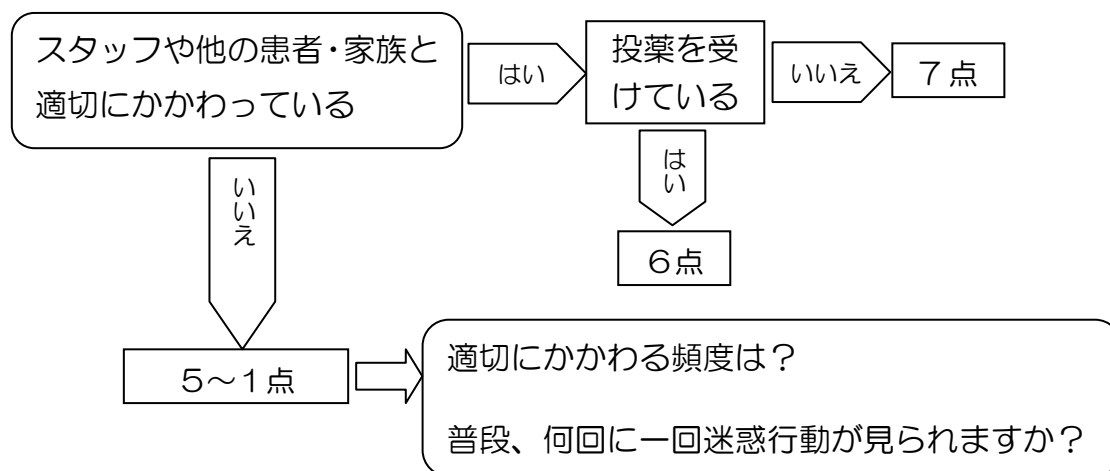 スタッフや他の患者・家族と
適切にかかわっている
はい
投薬を受
けている
いいえ
７点
はい
６点
いいえ
５～１点
適切にかかわる頻度は？
普段、何回に一回迷惑行動が見られますか？